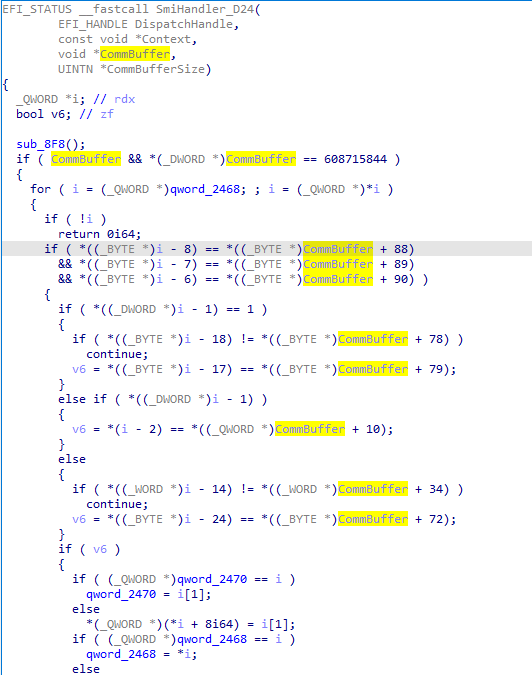 EFI_STATUS __fastcall SmiHandler_D24(
EFI_HANDLE DispatchHandle,
const void *Context,
void *CommBuffer,
UINTN *CommBufferSize)
{
_QWORD *i; // rdx
bool v6; // zf
sub_8F8();
if ( CommBuffer && *(_DWORD *)CommBuffer == 608715844 )
{
for ( i = (_QWORD *)qword_2468; ; i = (_QWORD *)*i )
{
if ( !i )
return 0i64;
if ( *((_BYTE *)i - 8) == *((_BYTE *)CommBuffer + 88)
&& *((_BYTE *)i - 7) == *((_BYTE *)CommBuffer + 89)
&& *((_BYTE *)i - 6) == *((_BYTE *)CommBuffer + 90) )
{
if ( *((_DWORD *)i - 1) == 1 )
{
if ( *((_BYTE *)i - 18) != *((_BYTE *)CommBuffer + 78) )
continue;
v6 = *((_BYTE *)i - 17) == *((_BYTE *)CommBuffer + 79);
}
else if ( *((_DWORD *)i - 1) )
{
v6 = *(i - 2) == *((_QWORD *)CommBuffer + 10);
}
else
{
if ( *((_WORD *)i - 14) != *((_WORD *)CommBuffer + 34) )
continue;
v6 = *((_BYTE *)i - 24) == *((_BYTE *)CommBuffer + 72);
}
if ( v6 )
{
if ( (_QWORD *)qword_2470 == i )
qword_2470 = i[1];
else
*(_QWORD *)(*i + 8i64) = i[1];
if ( (_QWORD *)qword_2468 == i )
qword_2468 = *i;
else